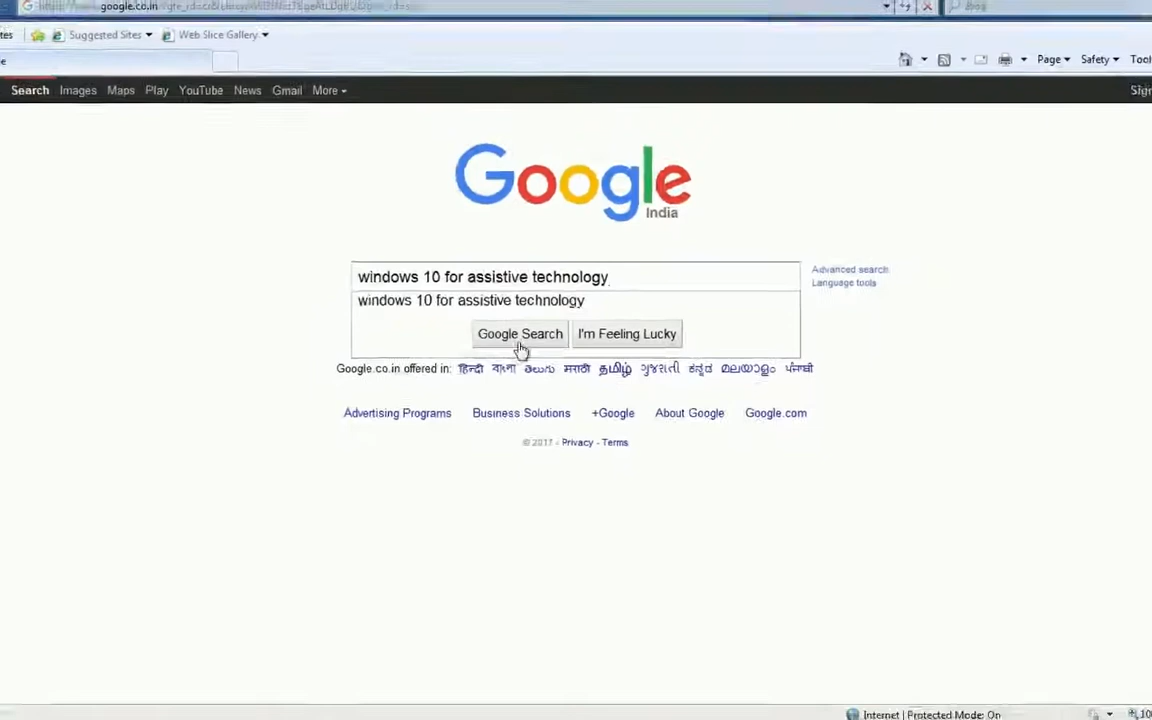 google.co.in
Suggested Sites
Web Slice Gallery
Page
Safety
Search Images Maps Play YouTube News Gmail More
Google
India
windows 10 for assistive technology
Advanced search
windows 10 for assistive technology
Language tools
Google Search I'm Feeling Lucky
Google.co.in offered in: हिन्दी বাংলা తెలుగు मराठी தமிழ் ગુજરાતી ಕನ್ನಡ മലയാളം ਪੰਜਾਬੀ
Advertising Programs Business Solutions +Google About Google Google.com
© 2017 - Privacy - Terms
Internet | Protected Mode: On